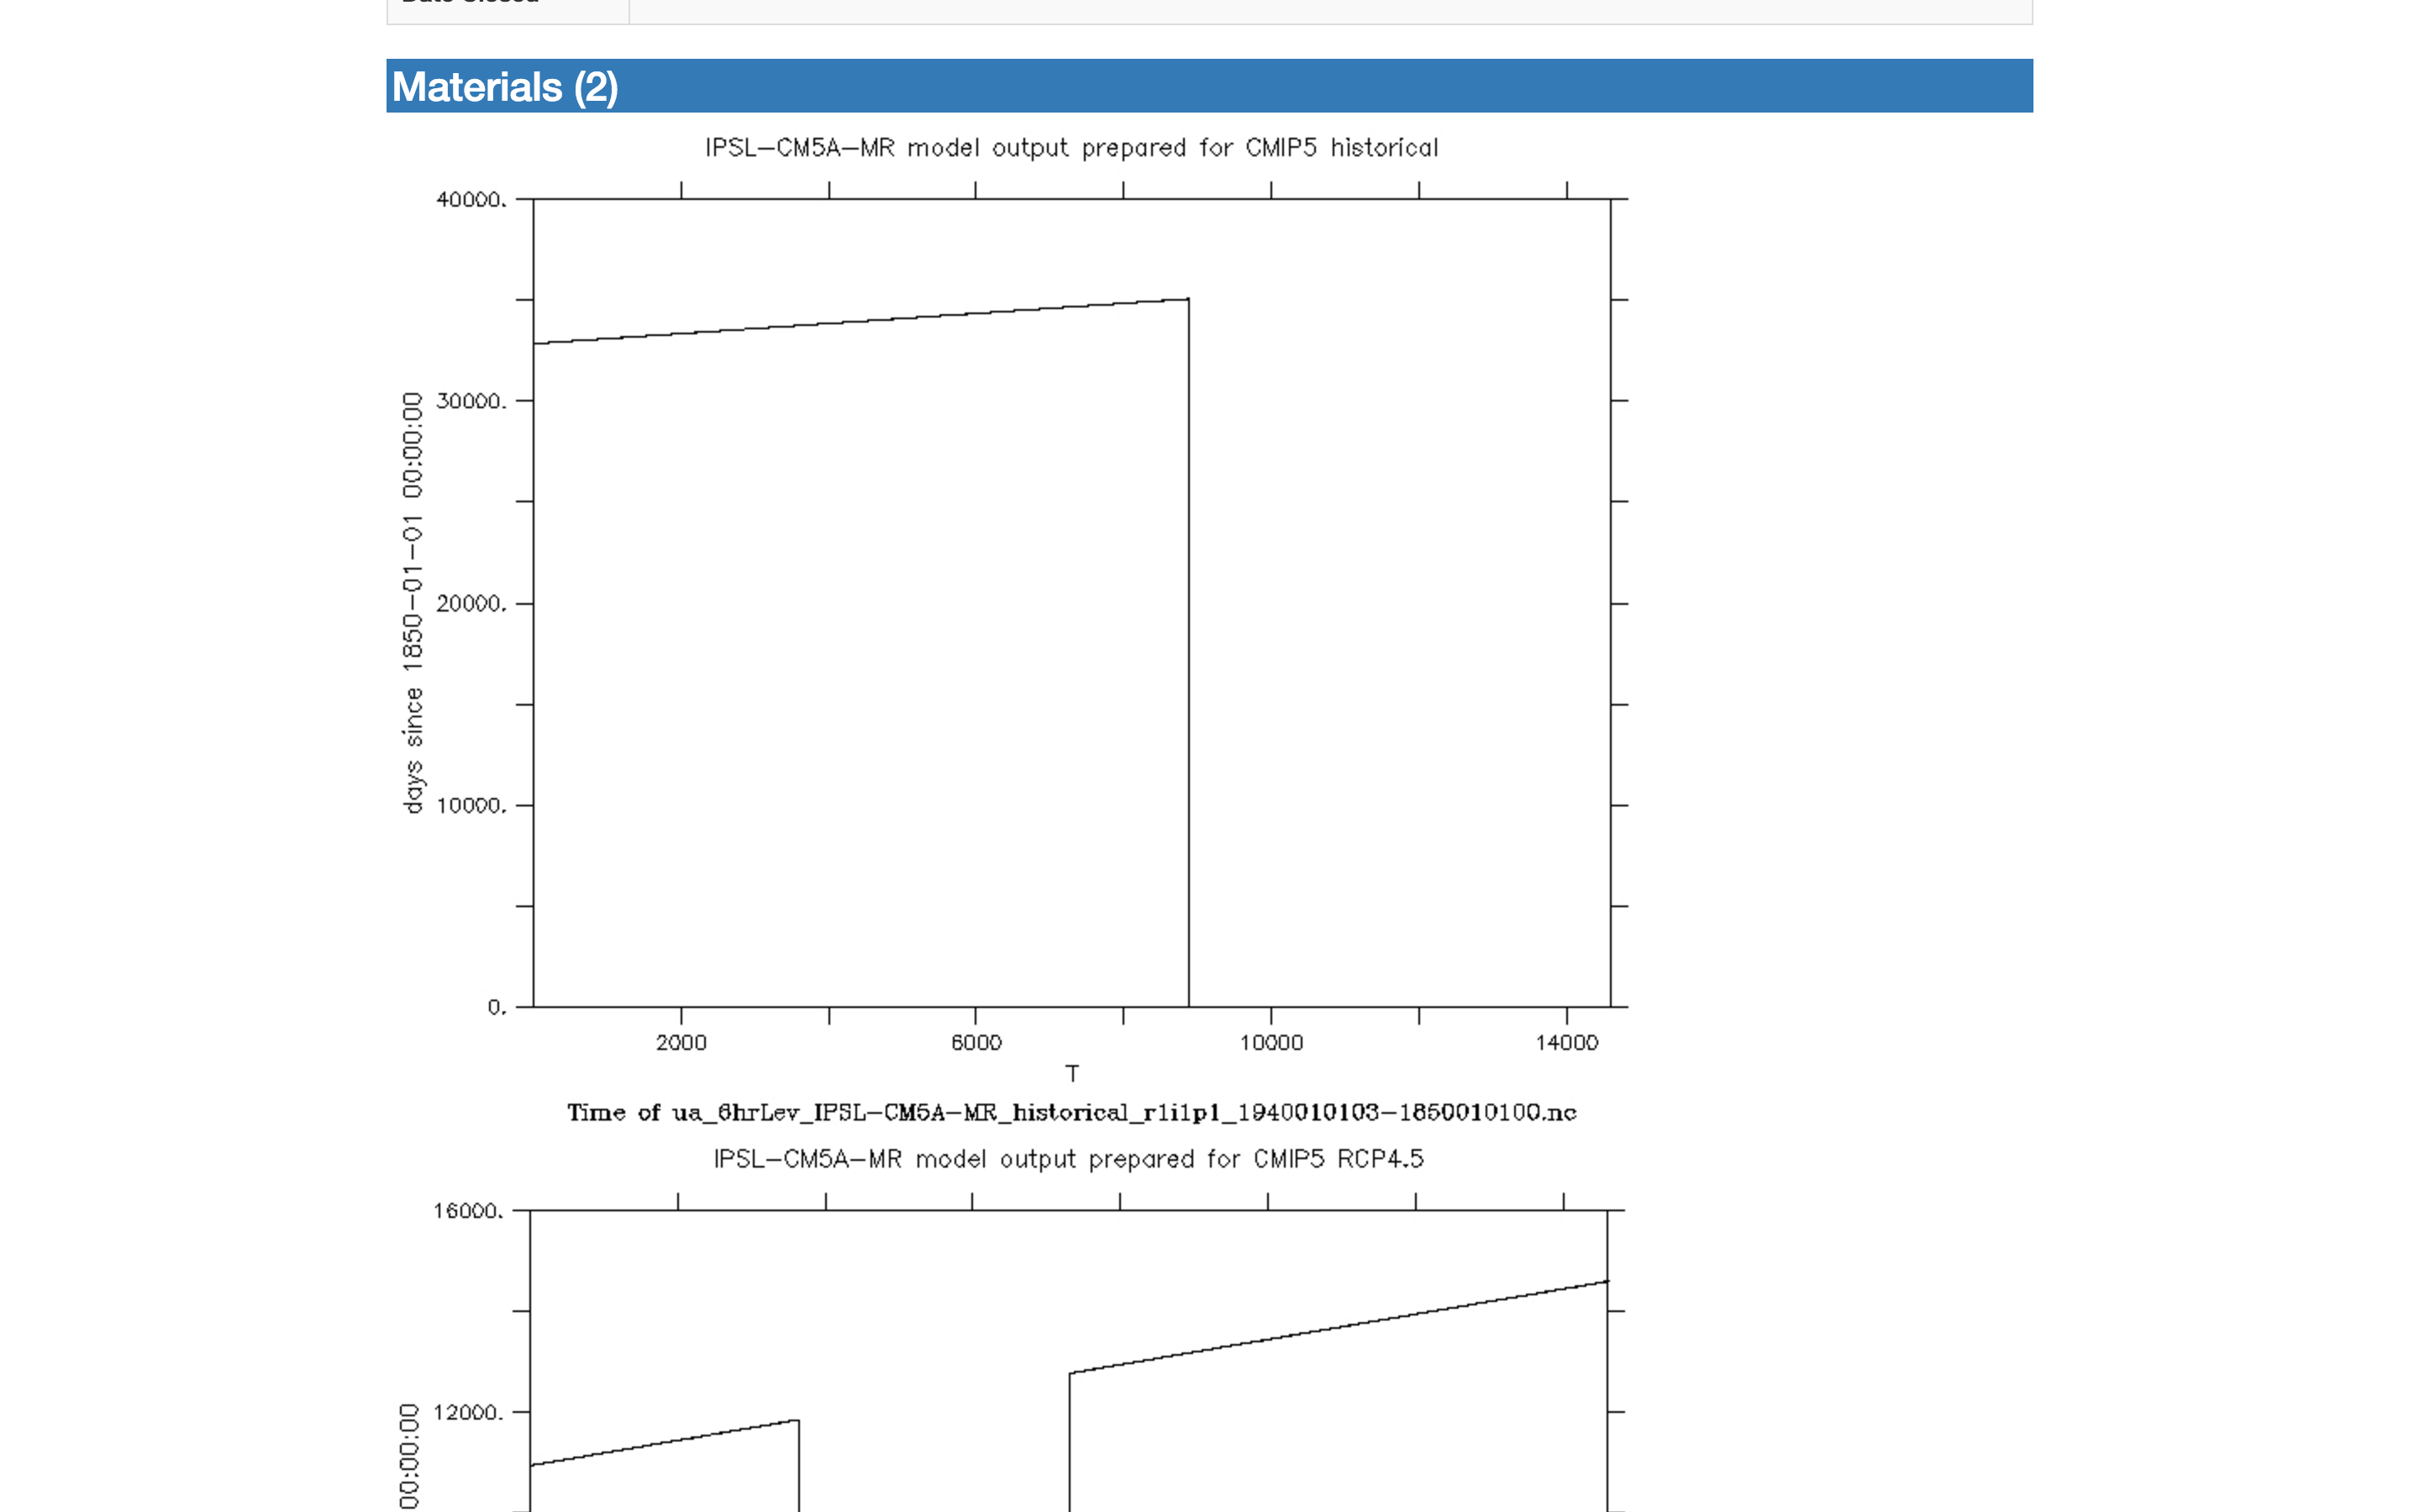 Date Closed
Materials (2)
IPSL-CM5A-MR model output prepared for CMIP5 historical
40000.
30000.
20000.
10000.
0.
days since 1850-01-01 00:00:00
2000 6000 10000 14000
T
Time of ua_6hrLev_IPSL-CM5A-MR_historical_r1i1p1_1940010103-1850010100.nc
IPSL-CM5A-MR model output prepared for CMIP5 RCP4.5
16000.
12000.
00:00:00